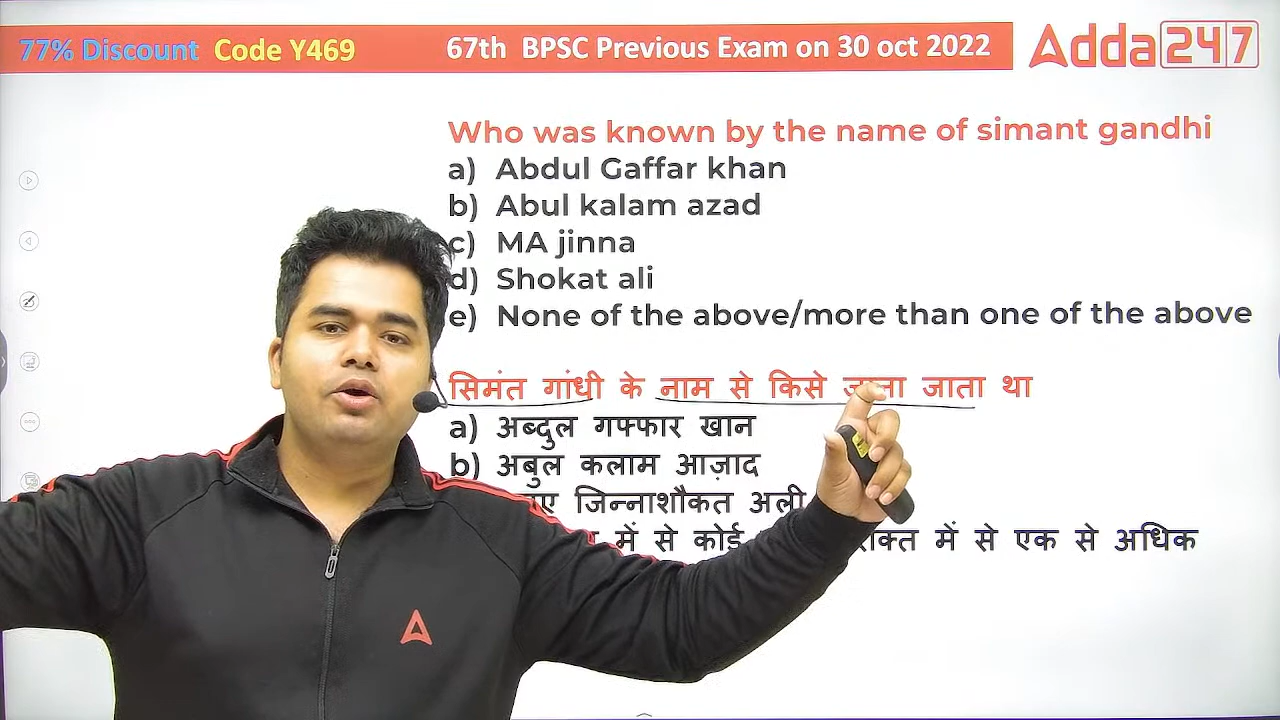 77% Discount Code Y469 67th BPSC Previous Exam on 30 oct 2022 Adda247
Who was known by the name of simant gandhi
a) Abdul Gaffar khan
b) Abul kalam azad
c) MA jinna
d) Shokat ali
e) None of the above/more than one of the above
सिमंत गांधी के नाम से किसे जाना जाता था
a) अब्दुल गफ्फार खान
b) अबुल कलाम आज़ाद
जिन्नाशौकत अली
में से कोई में से एक से अधिक